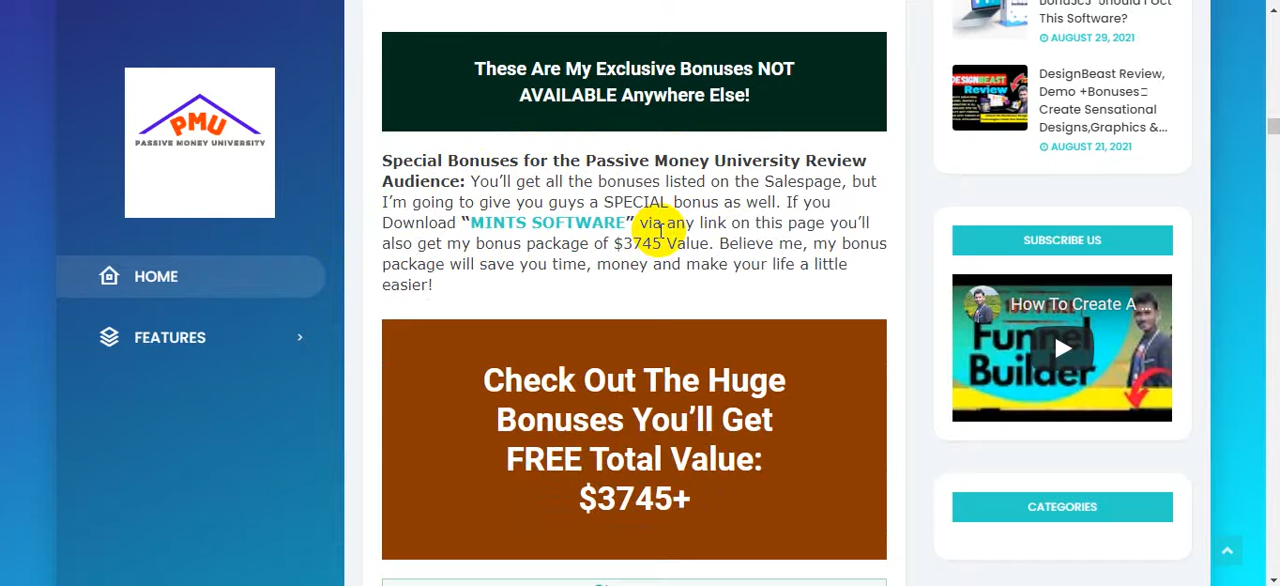 PMU
PASSIVE MONEY UNIVERSITY
HOME
FEATURES
These Are My Exclusive Bonuses NOT
AVAILABLE Anywhere Else!
Special Bonuses for the Passive Money University Review
Audience: You’ll get all the bonuses listed on the Salespage, but
I’m going to give you guys a SPECIAL bonus as well. If you
Download “MINTS SOFTWARE” via any link on this page you’ll
also get my bonus package of $3745 Value. Believe me, my bonus
package will save you time, money and make your life a little
easier!
Check Out The Huge
Bonuses You’ll Get
FREE Total Value:
$3745+
This Software?
AUGUST 29, 2021
DesignBeast Review,
Demo +Bonuses
Create Sensational
Designs,Graphics &...
AUGUST 21, 2021
SUBSCRIBE US
How To Create A ...
Funnel
Builder
CATEGORIES